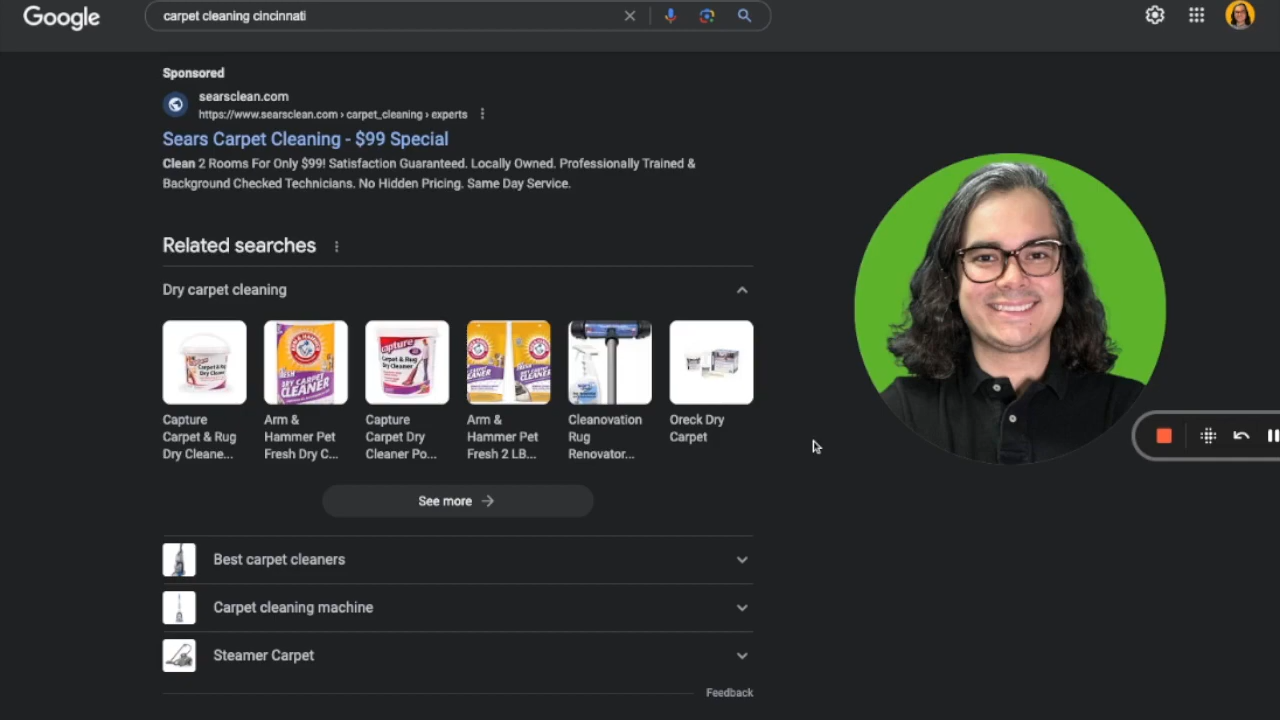 Google
carpet cleaning cincinnati
Sponsored
searsclean.com
https://www.searsclean.com › carpet_cleaning › experts
Sears Carpet Cleaning - $99 Special
Clean 2 Rooms For Only $99! Satisfaction Guaranteed. Locally Owned. Professionally Trained &
Background Checked Technicians. No Hidden Pricing. Same Day Service.
Related searches
Dry carpet cleaning
Capture
Carpet & Rug
Dry Cleane...
Arm &
Hammer Pet
Fresh Dry C...
Capture
Carpet Dry
Cleaner Po...
Arm &
Hammer Pet
Fresh 2 LB...
Cleanovation
Rug
Renovator...
Oreck Dry
Carpet
See more
Best carpet cleaners
Carpet cleaning machine
Steamer Carpet
Feedback